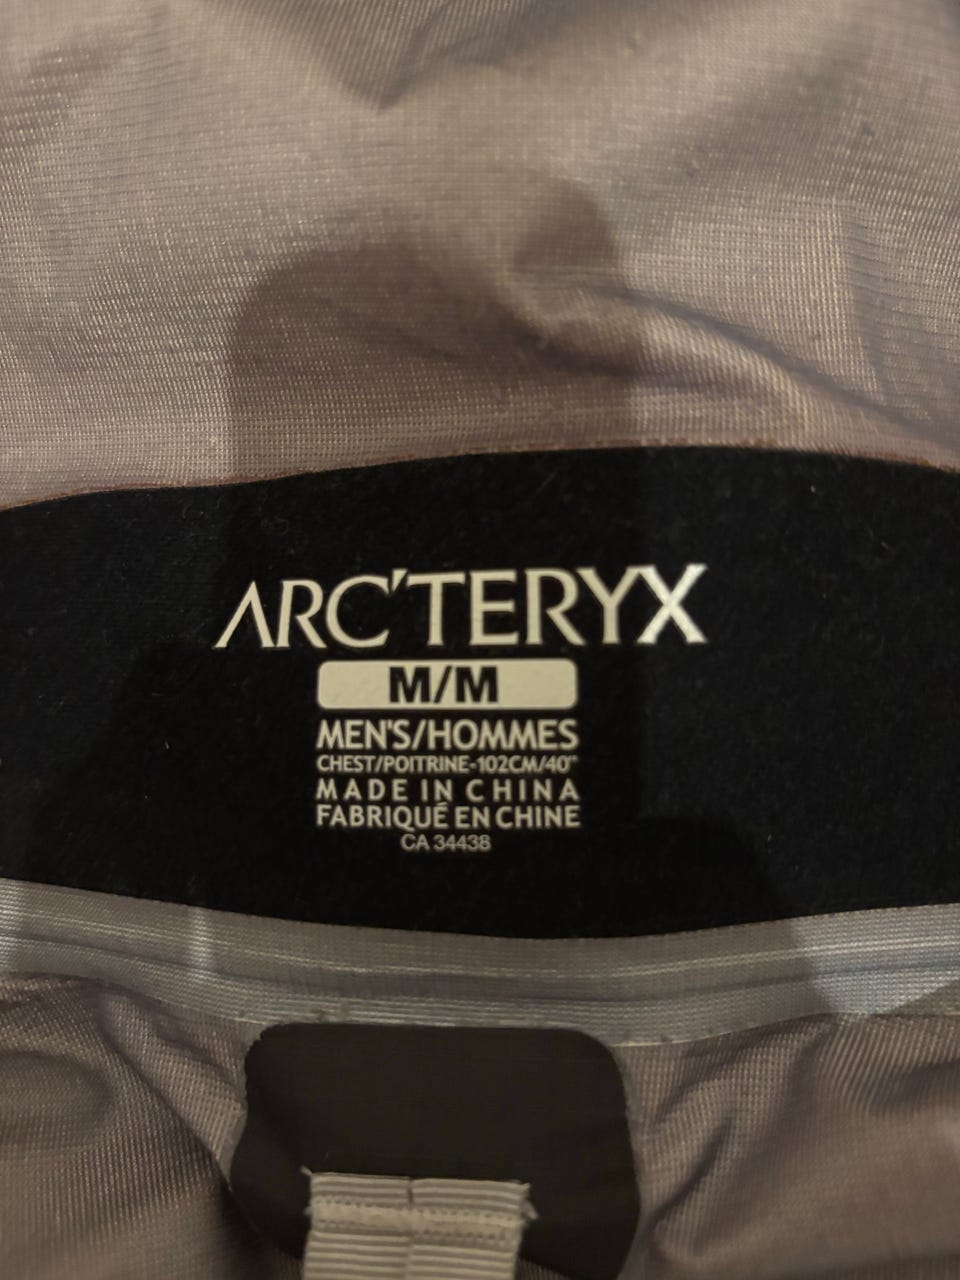 ARC'TERYX
M/M
MEN'S/HOMMES
CHEST/POITRINE-102CM/40"
MADE IN CHINA
FABRIQUÉ EN CHINE
CA 34438